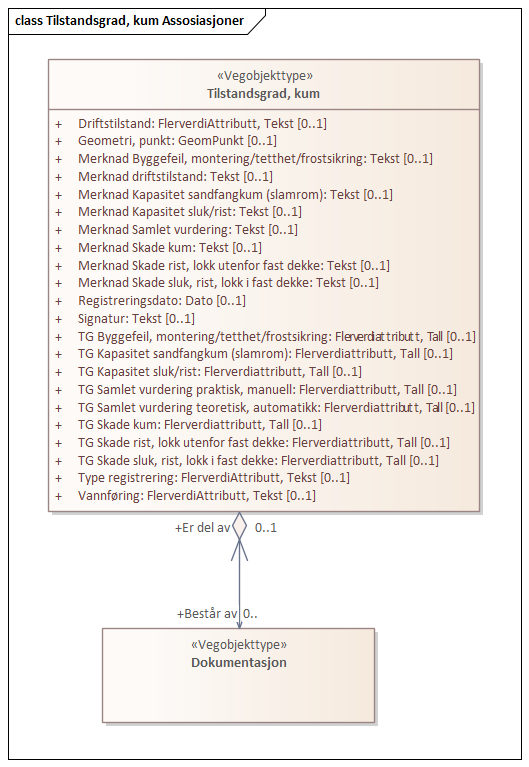 class Tilstandsgrad, kum Assosiasjoner
«Vegobjekttype»
Tilstandsgrad, kum
+ Driftstilstand: FlerverdiAttributt, Tekst [0..1]
+ Geometri, punkt: GeomPunkt [0..1]
+ Merknad Byggefeil, montering/tetthet/frostsikring: Tekst [0..1]
+ Merknad driftstilstand: Tekst [0..1]
+ Merknad Kapasitet sandfangkum (slamrom): Tekst [0..1]
+ Merknad Kapasitet sluk/rist: Tekst [0..1]
+ Merknad Samlet vurdering: Tekst [0..1]
+ Merknad Skade kum: Tekst [0..1]
+ Merknad Skade rist, lokk utenfor fast dekke: Tekst [0..1]
+ Merknad Skade sluk, rist, lokk i fast dekke: Tekst [0..1]
+ Registreringsdato: Dato [0..1]
+ Signatur: Tekst [0..1]
+ TG Byggefeil, montering/tetthet/frostsikring: Flerverdiattributt, Tall [0..1]
+ TG Kapasitet sandfangkum (slamrom): Flerverdiattributt, Tall [0..1]
+ TG Kapasitet sluk/rist: Flerverdiattributt, Tall [0..1]
+ TG Samlet vurdering praktisk, manuell: Flerverdiattributt, Tall [0..1]
+ TG Samlet vurdering teoretisk, automatikk: Flerverdiattributt, Tall [0..1]
+ TG Skade kum: Flerverdiattributt, Tall [0..1]
+ TG Skade rist, lokk utenfor fast dekke: Flerverdiattributt, Tall [0..1]
+ TG Skade sluk, rist, lokk i fast dekke: Flerverdiattributt, Tall [0..1]
+ Type registrering: FlerverdiAttributt, Tekst [0..1]
+ Vannføring: FlerverdiAttributt, Tekst [0..1]
+Er del av 0..1
+Består av 0..
«Vegobjekttype»
Dokumentasjon